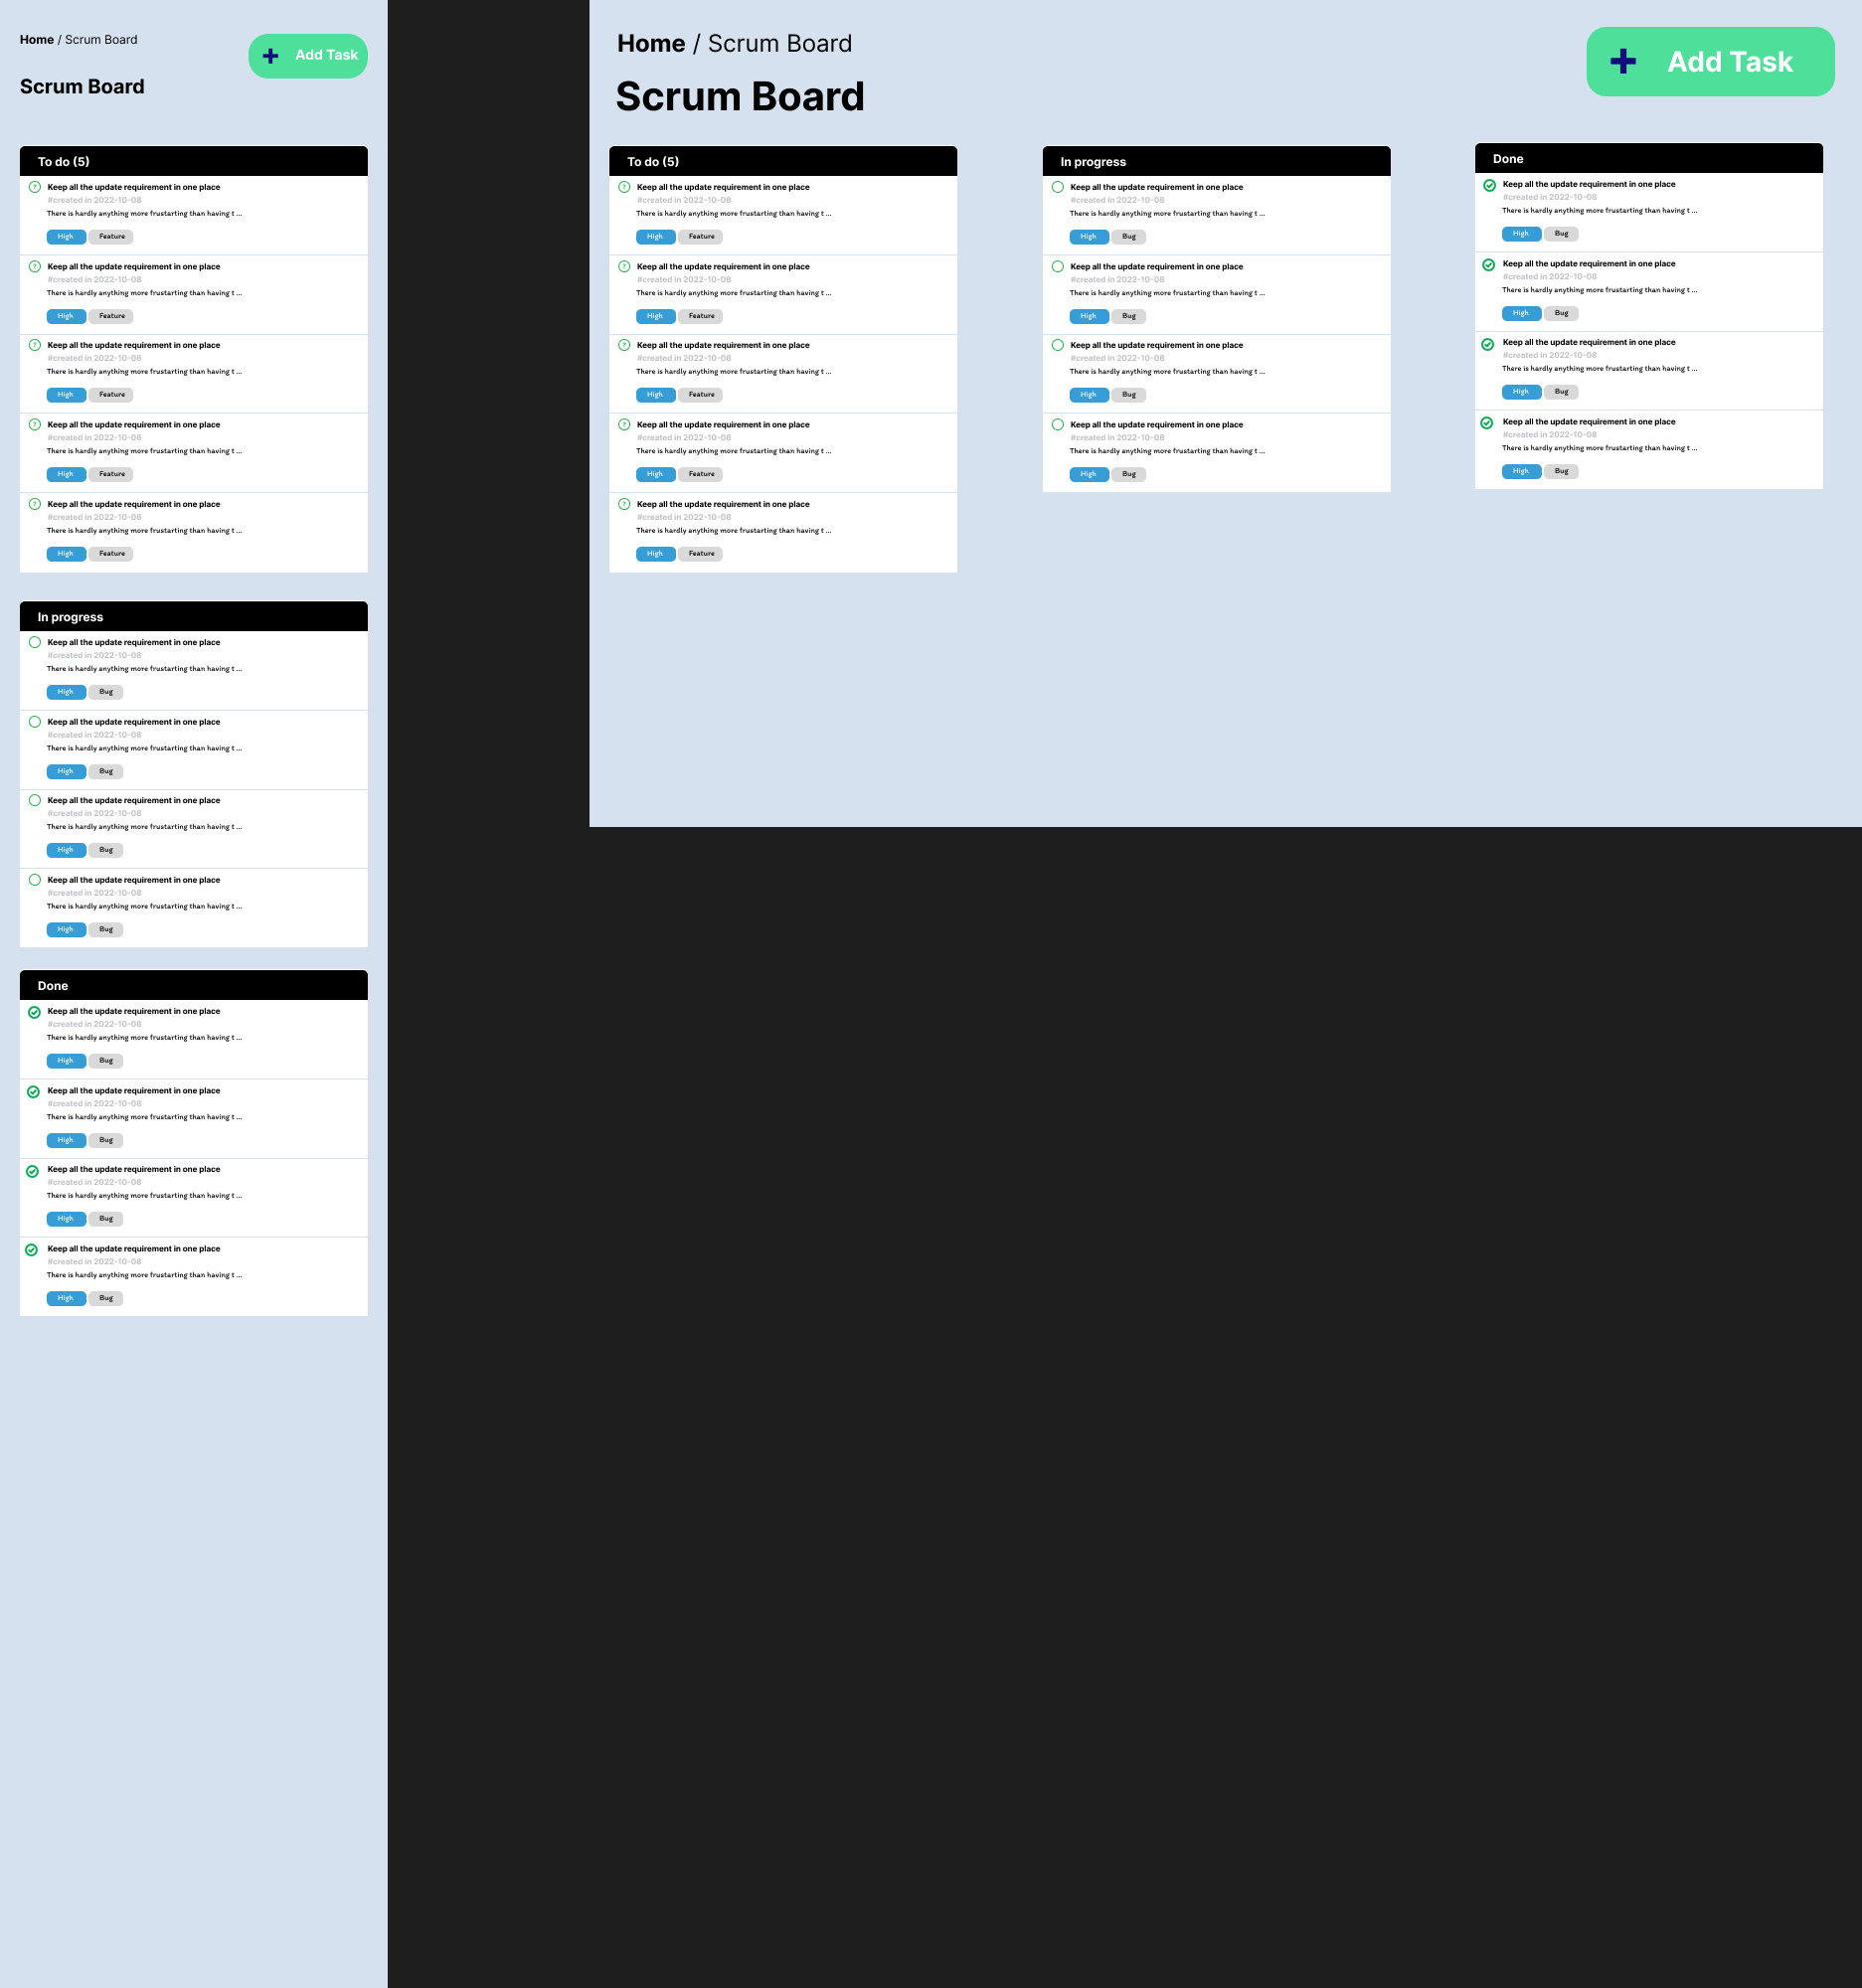 Home / Scrum Board
+ Add Task
Scrum Board
To do (5)
? Keep all the update requirement in one place
#created in 2022-10-08
There is hardly anything more frustarting than having t ...
High Feature
? Keep all the update requirement in one place
#created in 2022-10-08
There is hardly anything more frustarting than having t ...
High Feature
? Keep all the update requirement in one place
#created in 2022-10-08
There is hardly anything more frustarting than having t ...
High Feature
? Keep all the update requirement in one place
#created in 2022-10-08
There is hardly anything more frustarting than having t ...
High Feature
? Keep all the update requirement in one place
#created in 2022-10-08
There is hardly anything more frustarting than having t ...
High Feature
In progress
Keep all the update requirement in one place
#created in 2022-10-08
There is hardly anything more frustarting than having t ...
High Bug
Keep all the update requirement in one place
#created in 2022-10-08
There is hardly anything more frustarting than having t ...
High Bug
Keep all the update requirement in one place
#created in 2022-10-08
There is hardly anything more frustarting than having t ...
High Bug
Keep all the update requirement in one place
#created in 2022-10-08
There is hardly anything more frustarting than having t ...
High Bug
Done
Keep all the update requirement in one place
#created in 2022-10-08
There is hardly anything more frustarting than having t ...
High Bug
Keep all the update requirement in one place
#created in 2022-10-08
There is hardly anything more frustarting than having t ...
High Bug
Keep all the update requirement in one place
#created in 2022-10-08
There is hardly anything more frustarting than having t ...
High Bug
Keep all the update requirement in one place
#created in 2022-10-08
There is hardly anything more frustarting than having t ...
High Bug
Home / Scrum Board
+ Add Task
Scrum Board
To do (5)
? Keep all the update requirement in one place
#created in 2022-10-08
There is hardly anything more frustarting than having t ...
High Feature
? Keep all the update requirement in one place
#created in 2022-10-08
There is hardly anything more frustarting than having t ...
High Feature
? Keep all the update requirement in one place
#created in 2022-10-08
There is hardly anything more frustarting than having t ...
High Feature
? Keep all the update requirement in one place
#created in 2022-10-08
There is hardly anything more frustarting than having t ...
High Feature
? Keep all the update requirement in one place
#created in 2022-10-08
There is hardly anything more frustarting than having t ...
High Feature
In progress
Keep all the update requirement in one place
#created in 2022-10-08
There is hardly anything more frustarting than having t ...
High Bug
Keep all the update requirement in one place
#created in 2022-10-08
There is hardly anything more frustarting than having t ...
High Bug
Keep all the update requirement in one place
#created in 2022-10-08
There is hardly anything more frustarting than having t ...
High Bug
Keep all the update requirement in one place
#created in 2022-10-08
There is hardly anything more frustarting than having t ...
High Bug
Done
Keep all the update requirement in one place
#created in 2022-10-08
There is hardly anything more frustarting than having t ...
High Bug
Keep all the update requirement in one place
#created in 2022-10-08
There is hardly anything more frustarting than having t ...
High Bug
Keep all the update requirement in one place
#created in 2022-10-08
There is hardly anything more frustarting than having t ...
High Bug
Keep all the update requirement in one place
#created in 2022-10-08
There is hardly anything more frustarting than having t ...
High Bug